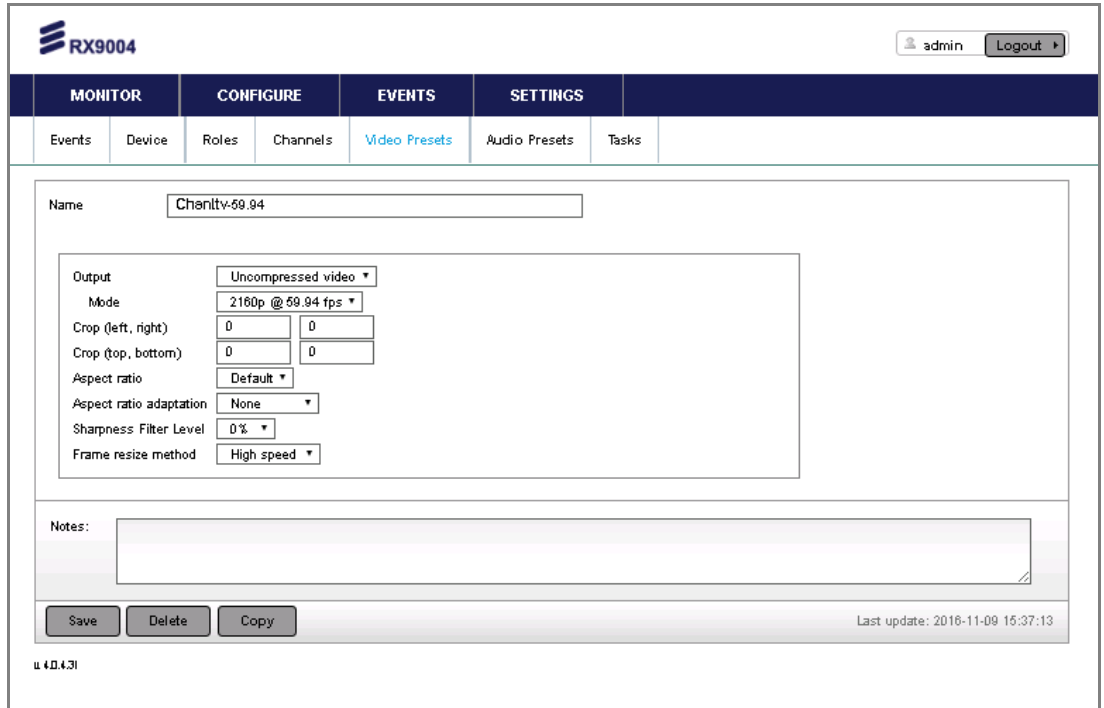 RX9004
admin Logout
MONITOR CONFIGURE EVENTS SETTINGS
Events Device Roles Channels Video Presets Audio Presets Tasks
Name Chanltv-59.94
Output Uncompressed video
Mode 2160p @ 59.94 fps
Crop (left, right) 0 0
Crop (top, bottom) 0 0
Aspect ratio Default
Aspect ratio adaptation None
Sharpness Filter Level 0%
Frame resize method High speed
Notes:
Save Delete Copy Last update: 2016-11-09 15:37:13